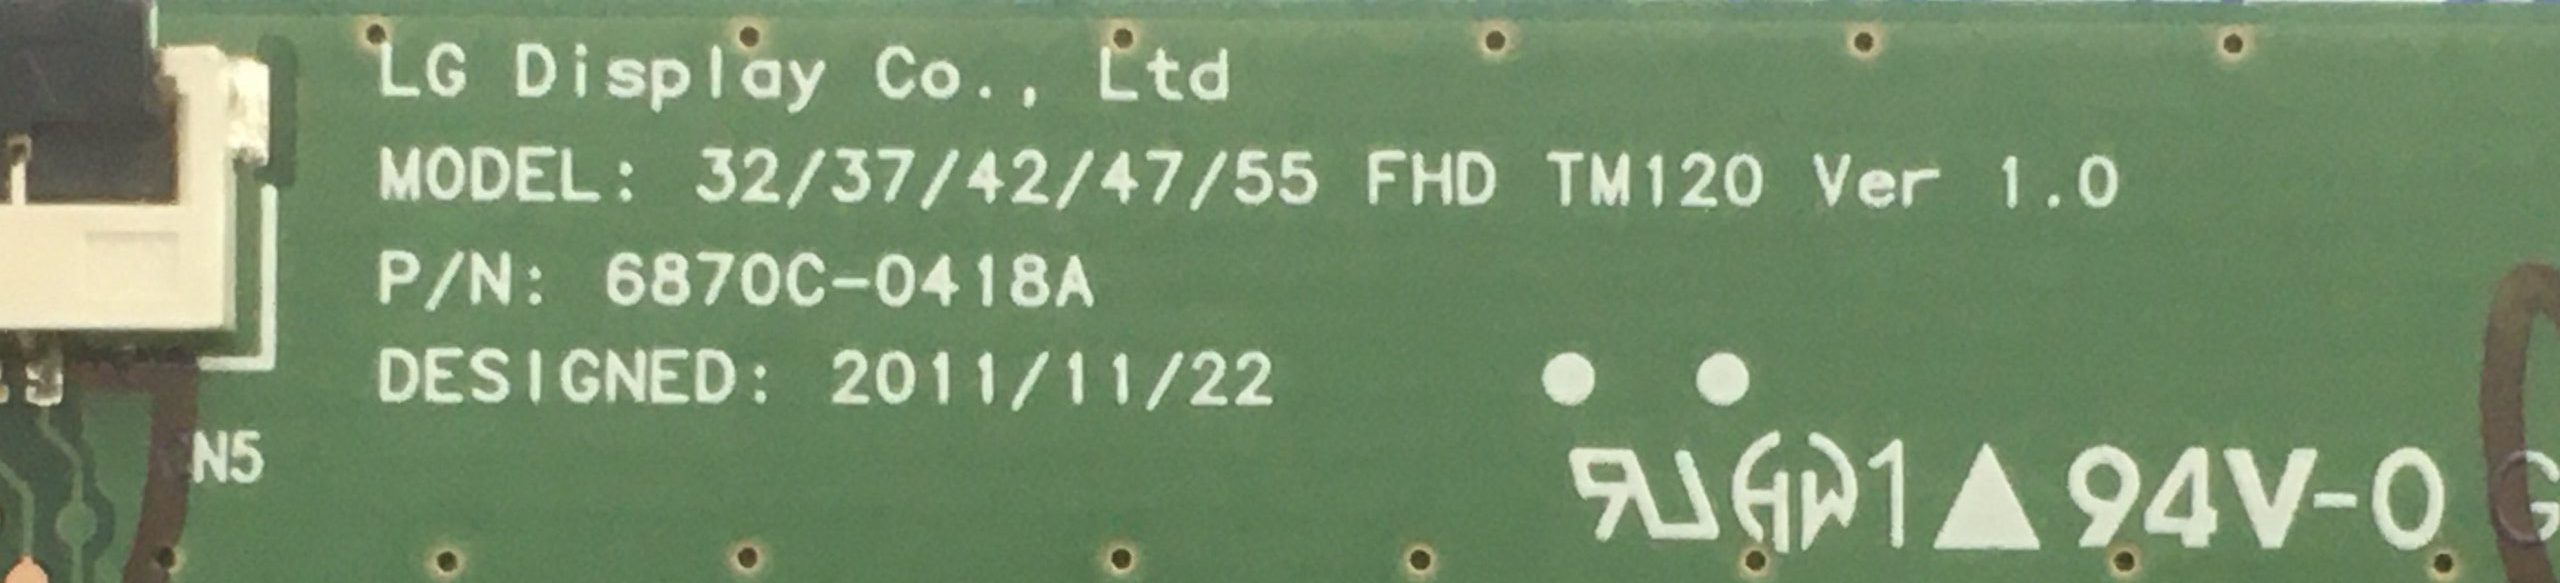 LG Display Co., Ltd
MODEL: 32/37/42/47/55 FHD TM120 Ver 1.0
P/N: 6870C-0418A
DESIGNED: 2011/11/22
N5
1▲94V-0
G